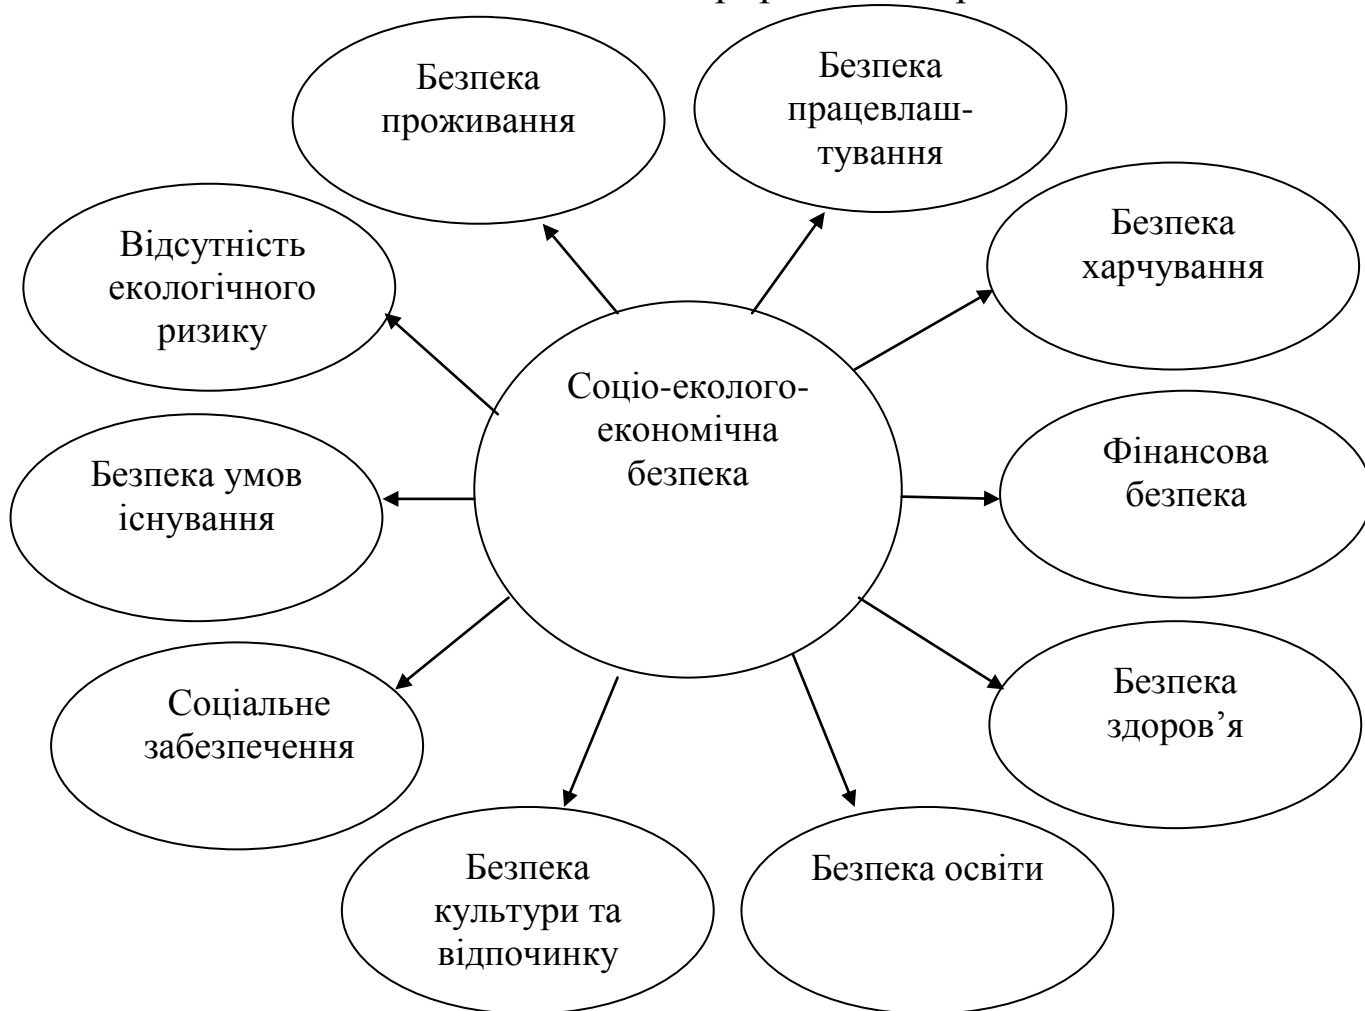 Безпека
проживання
Безпека
працевлаш-
тування
Відсутність
екологічного
ризику
Безпека
харчування
Соціо-еколого-
економічна
безпека
Безпека умов
існування
Фінансова
безпека
Соціальне
забезпечення
Безпека
здоров’я
Безпека
культури та
відпочинку
Безпека освіти